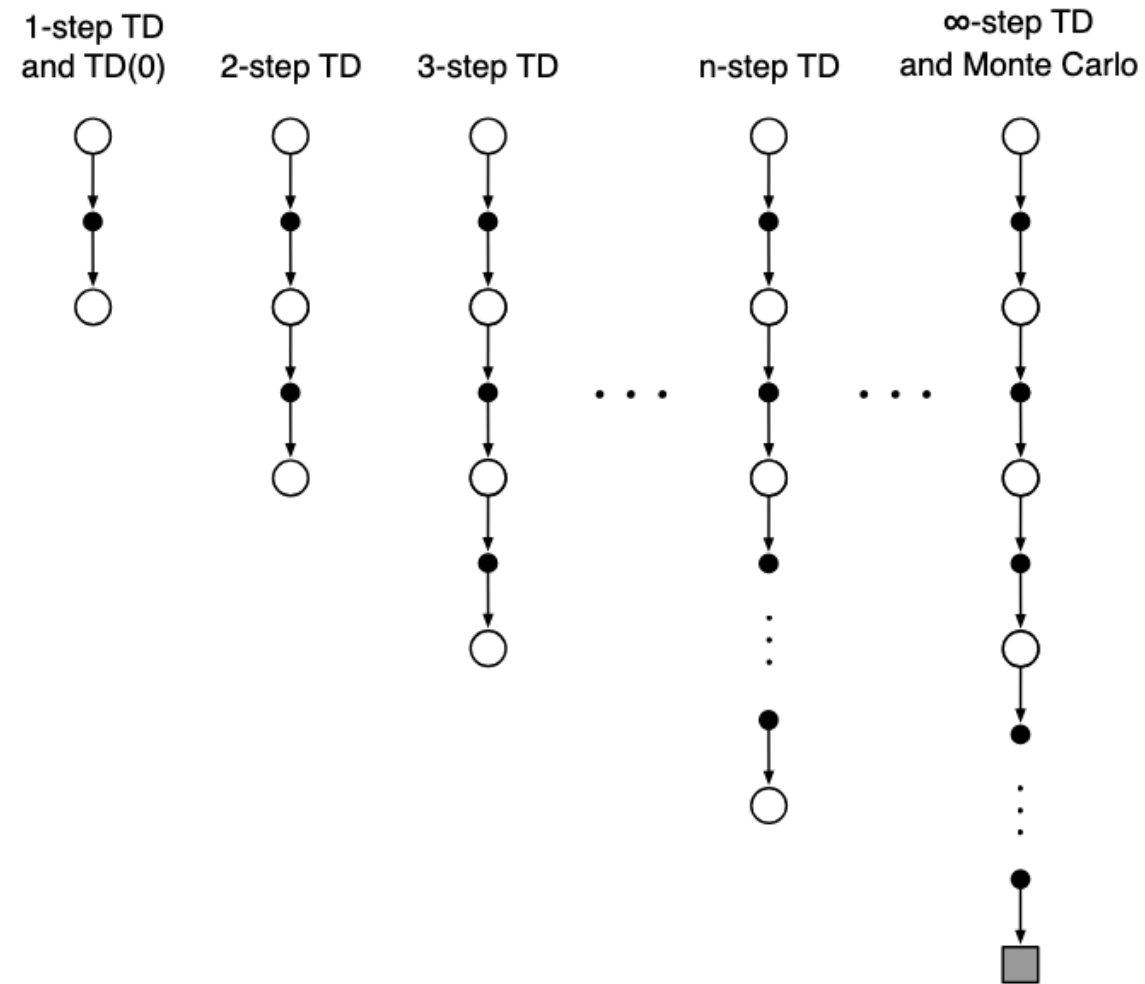 1-step TD
and TD(0)
2-step TD
3-step TD
n-step TD
∞-step TD
and Monte Carlo